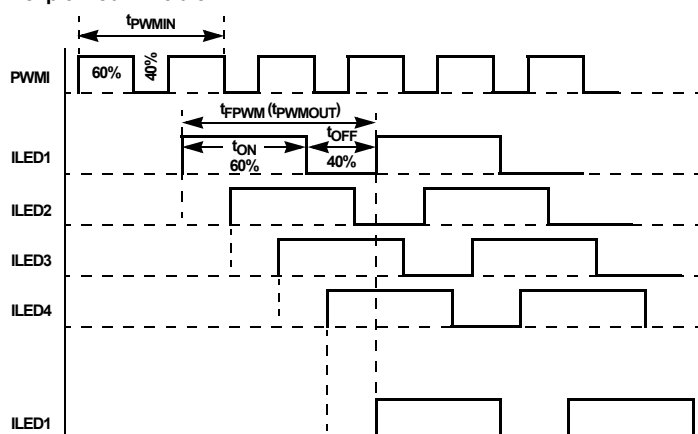 tPWMIN
PWMI
60%
40%
tFPWM (tPWMOUT)
ILED1
tON
60%
tOFF
40%
ILED2
ILED3
ILED4
ILED1